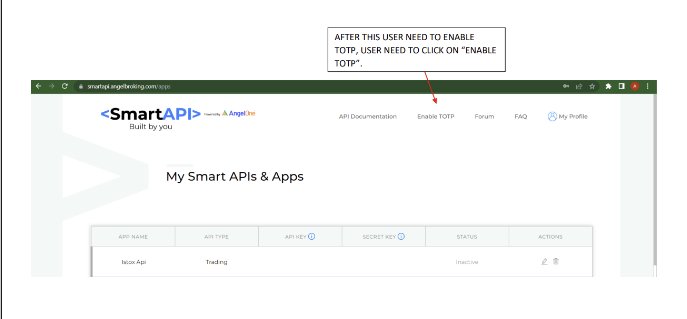 AFTER THIS USER NEED TO ENABLE
TOTP, USER NEED TO CLICK ON “ENABLE
TOTP”.
smartapi.angelbroking.com/apps
<SmartAPI> Powered by AngelOne
Built by you
API Documentation Enable TOTP Forum FAQ My Profile
My Smart APIs & Apps
APP NAME API TYPE API KEY SECRET KEY STATUS ACTIONS
Istox Api Trading Inactive